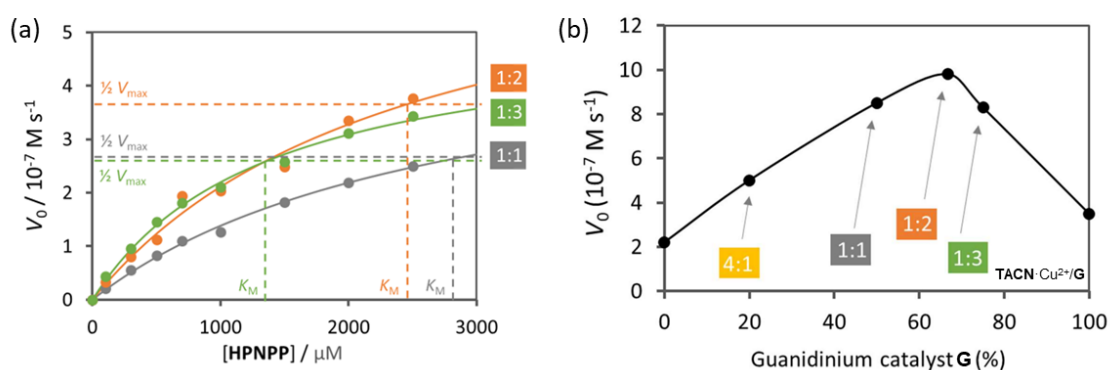 (a)
5
4
3
2
1
0
V0 / 10-7 M s-1
½ Vmax
½ Vmax
½ Vmax
KM
KM
KM
1:2
1:3
1:1
0 1000 2000 3000
[HPNPP] / µM
(b)
12
10
8
6
4
2
0
V0 (10-7 M s-1)
4:1
1:1
1:2
1:3
TACN·Cu2+/G
0 20 40 60 80 100
Guanidinium catalyst G (%)